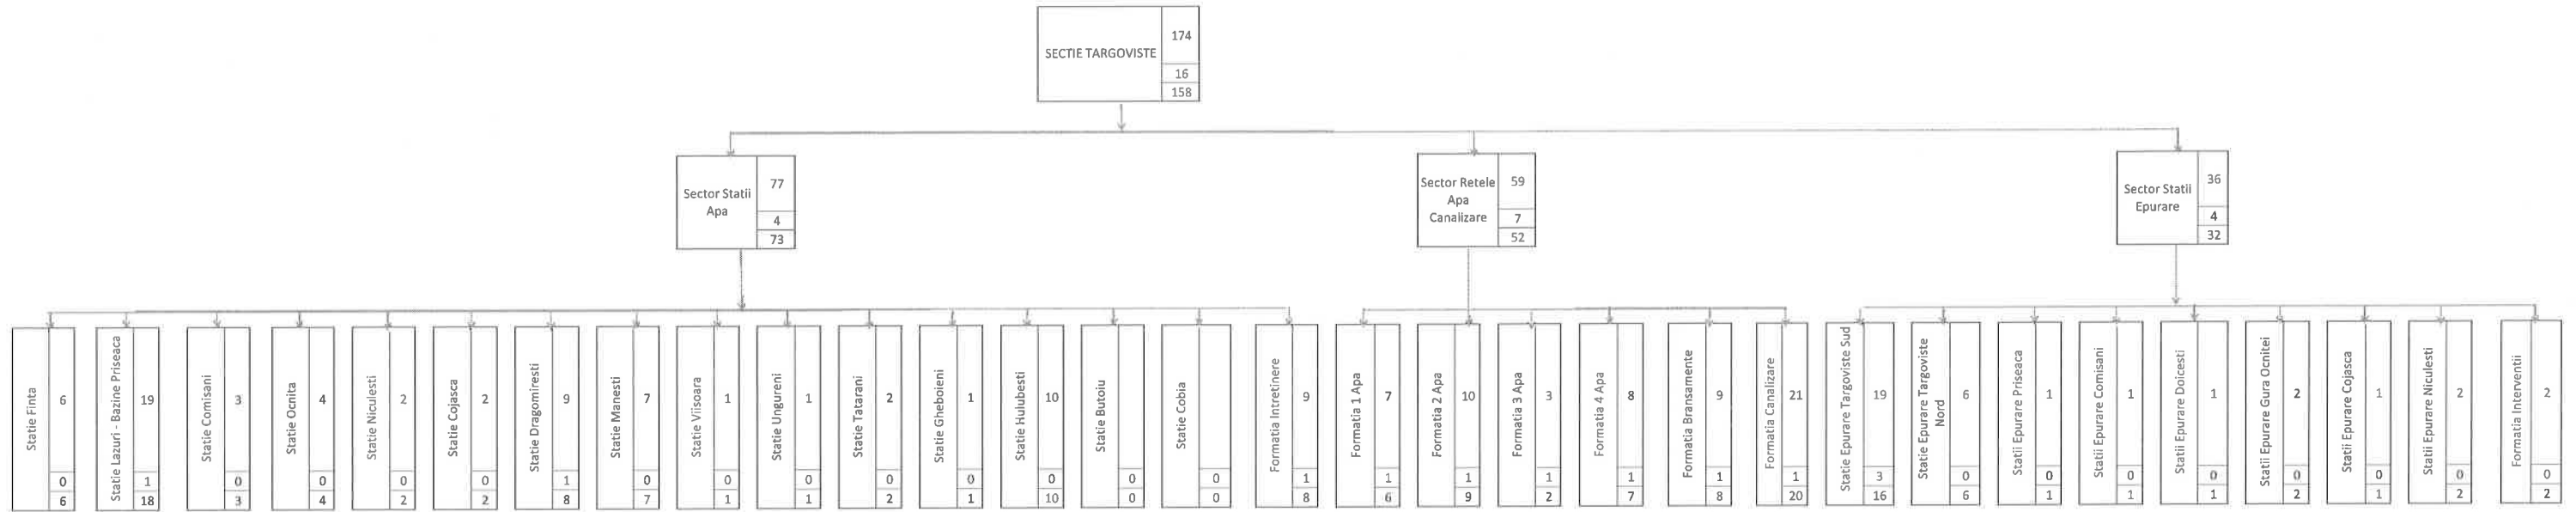 SECTIE TARGOVISTE
174
16
158
Sector Statii
Apa
77
4
73
Sector Retele
Apa
Canalizare
59
7
52
Sector Statii
Epurare
36
4
32
Statie Finta
6
0
6
Statie Lazuri - Bazine Priseaca
19
1
18
Statie Comisani
3
0
3
Statie Ocnita
4
0
4
Statie Niculesti
2
0
2
Statie Cojasca
2
0
2
Statie Dragomiresti
9
1
8
Statie Manesti
7
0
7
Statie Viisoara
1
0
1
Statie Ungureni
1
0
1
Statie Tatarani
2
0
2
Statie Gheboieni
1
0
1
Statie Hulubesti
10
0
10
Statie Butoiu
0
0
Statie Cobia
0
0
Formatia Intretinere
9
1
8
Formatia 1 Apa
7
1
6
Formatia 2 Apa
10
1
9
Formatia 3 Apa
3
1
2
Formatia 4 Apa
8
1
7
Formatia Bransamente
9
1
8
Formatia Canalizare
21
1
20
Statie Epurare Targoviste Sud
19
3
16
Statie Epurare Targoviste
Nord
6
0
6
Statii Epurare Priseaca
1
0
1
Statii Epurare Comisani
1
0
1
Statii Epurare Doicesti
1
0
1
Statii Epurare Gura Ocnitei
2
0
2
Statii Epurare Cojasca
1
0
1
Statii Epurare Niculesti
2
0
2
Formatia Interventii
2
0
2